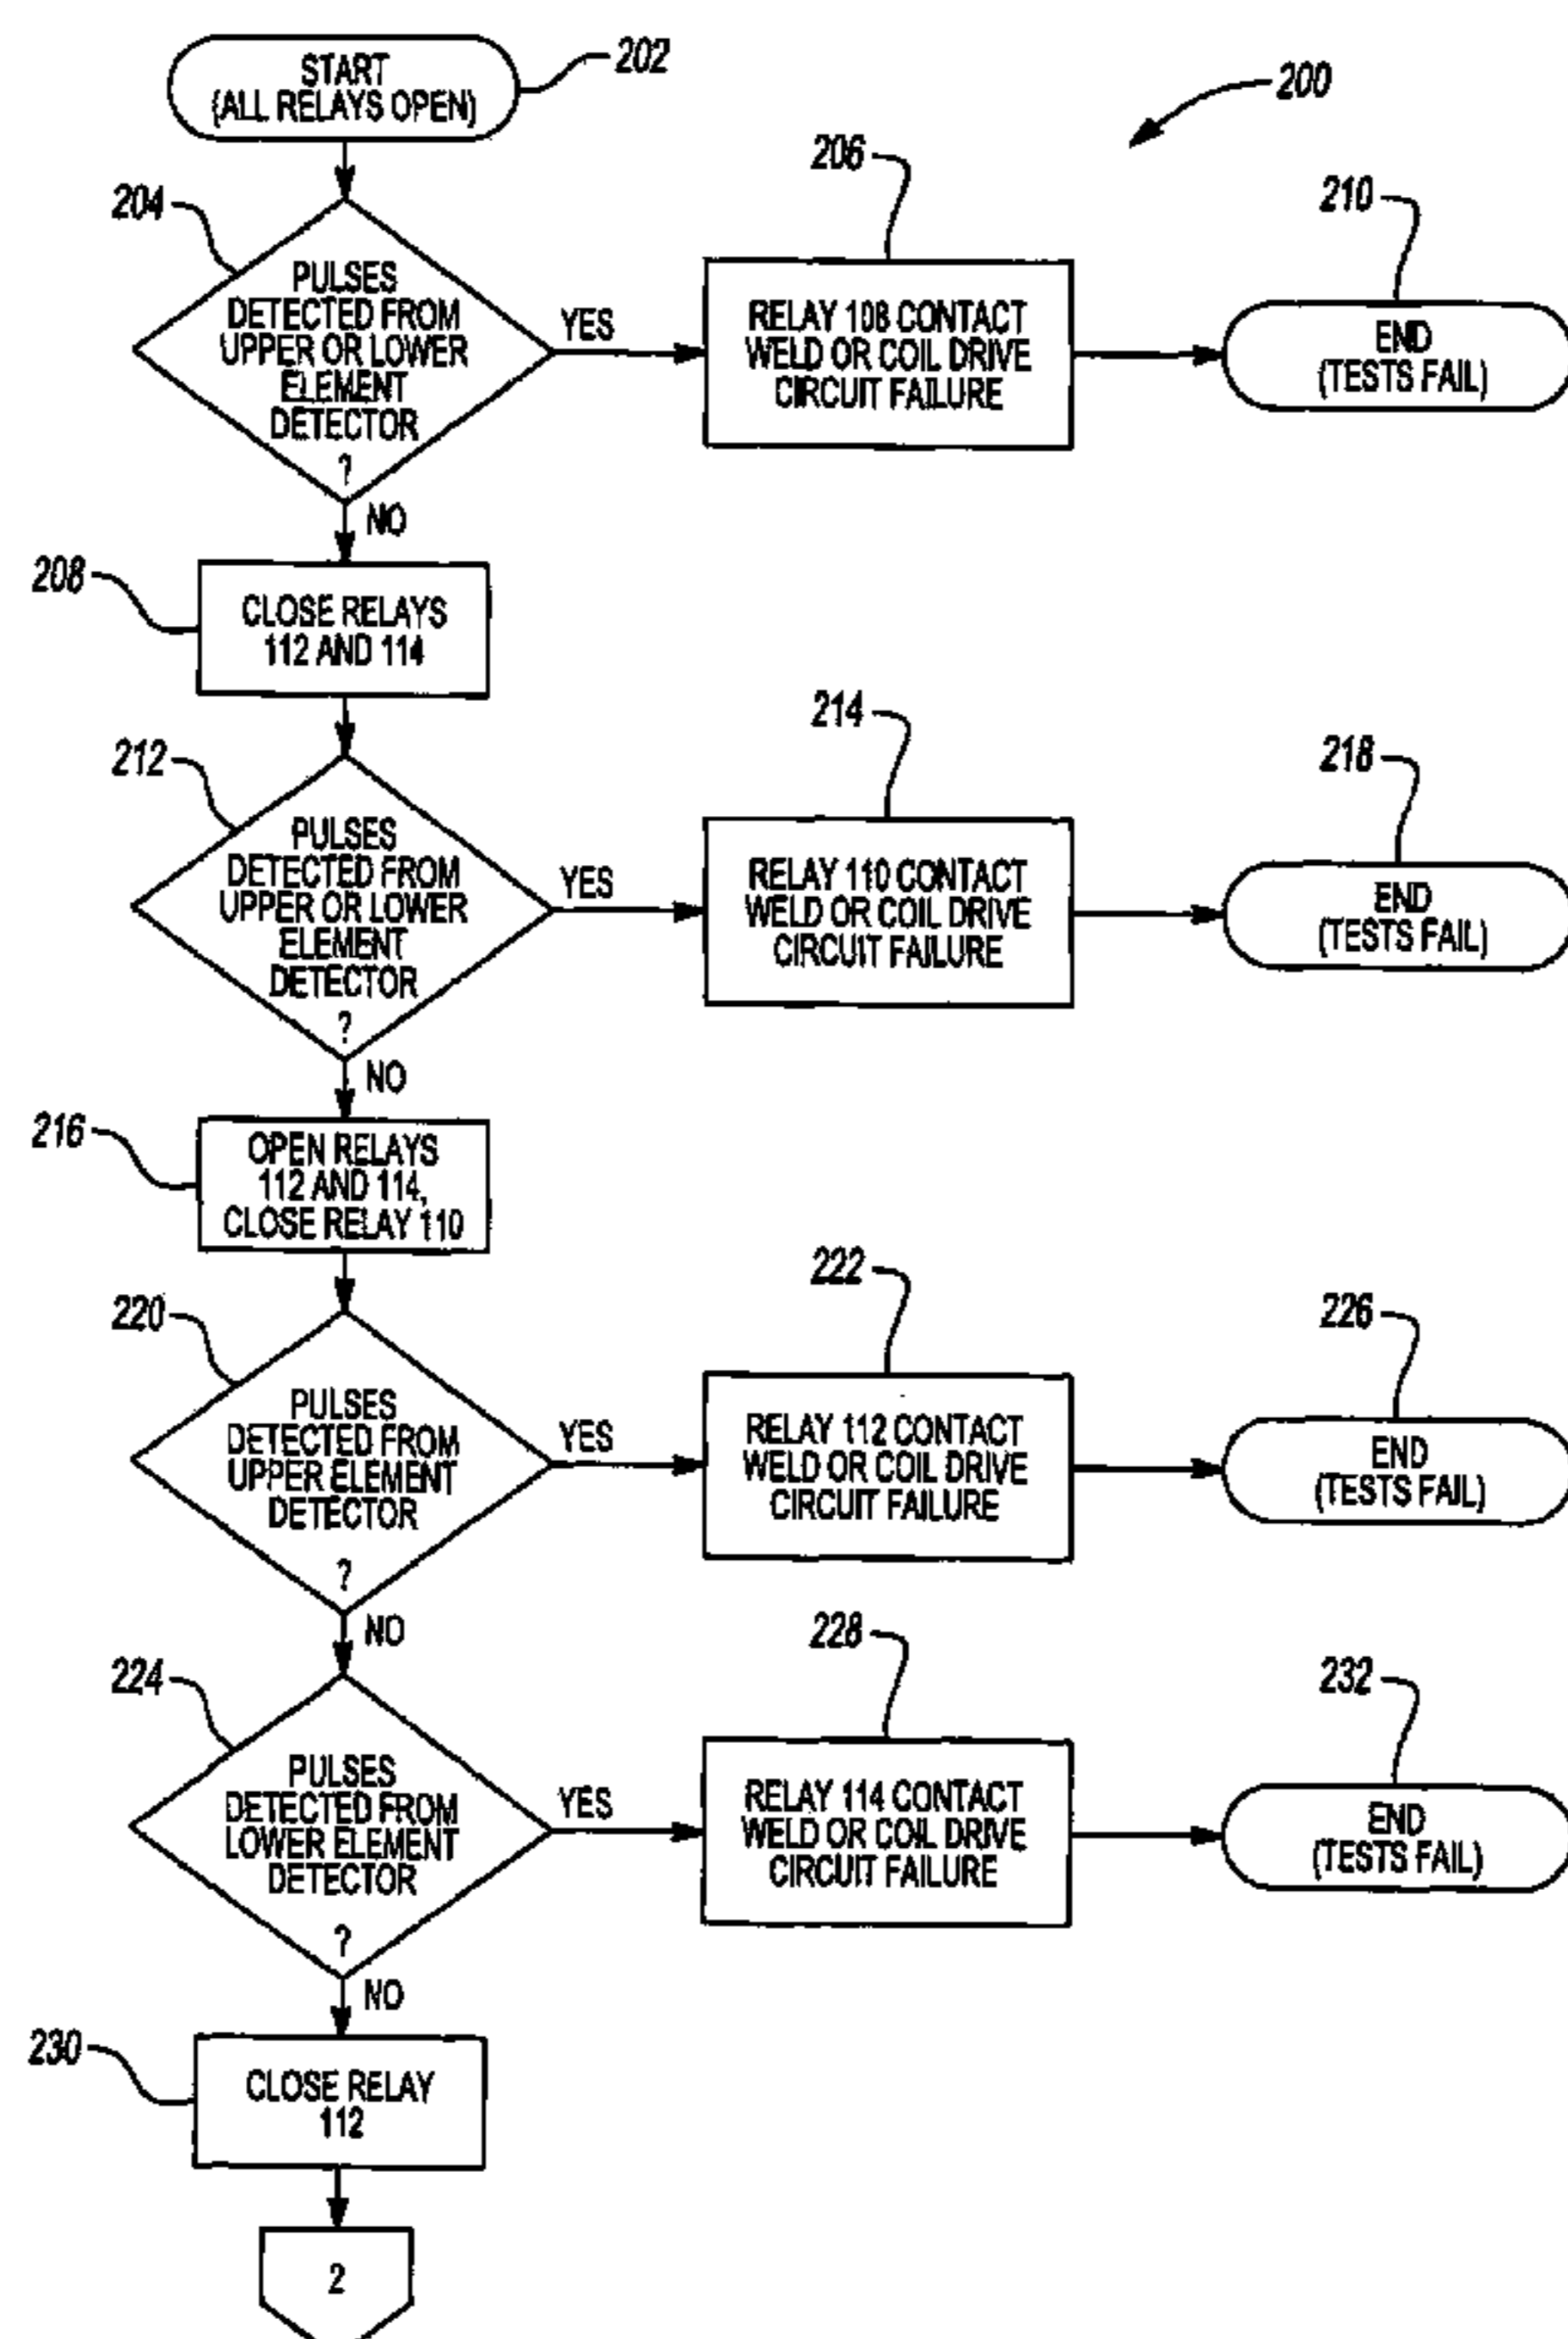 START
(ALL RELAYS OPEN)
202
200
204
PULSES
DETECTED FROM
UPPER OR LOWER
ELEMENT
DETECTOR
?
YES
NO
206
RELAY 108 CONTACT
WELD OR COIL DRIVE
CIRCUIT FAILURE
210
END
(TESTS FAIL)
208
CLOSE RELAYS
112 AND 114
212
PULSES
DETECTED FROM
UPPER OR LOWER
ELEMENT
DETECTOR
?
YES
NO
214
RELAY 110 CONTACT
WELD OR COIL DRIVE
CIRCUIT FAILURE
218
END
(TESTS FAIL)
216
OPEN RELAYS
112 AND 114,
CLOSE RELAY 110
220
PULSES
DETECTED FROM
UPPER ELEMENT
DETECTOR
?
YES
NO
222
RELAY 112 CONTACT
WELD OR COIL DRIVE
CIRCUIT FAILURE
226
END
(TESTS FAIL)
224
PULSES
DETECTED FROM
LOWER ELEMENT
DETECTOR
?
YES
NO
228
RELAY 114 CONTACT
WELD OR COIL DRIVE
CIRCUIT FAILURE
232
END
(TESTS FAIL)
230
CLOSE RELAY
112
2